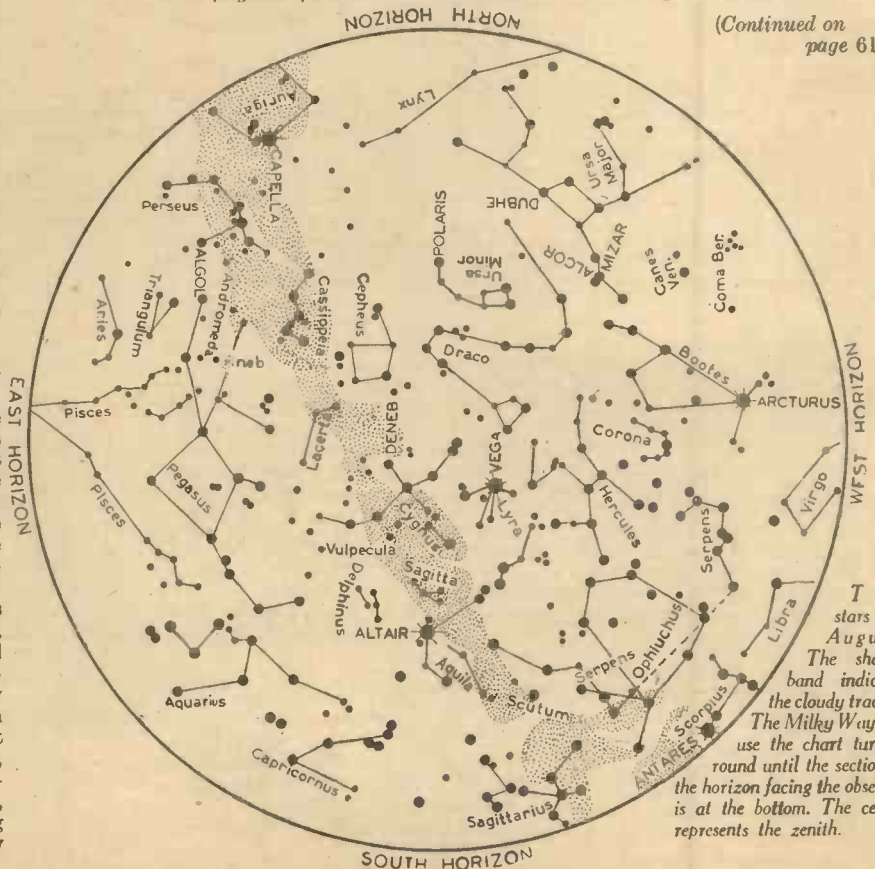 (Continued on
page 61
NORTH HORIZON
Auriga
CAPELLA
Lynx
Perseus
ALGOL
Ursa
Major
DUBHE
POLARIS
Ursa
Minor
MIZAR
ALCOR
Canes
Ven.
Coma Ber.
Aries
Triangulum
Andromeda
Cassiopeia
Cepheus
Draco
Bootes
ARCTURUS
EAST HORIZON
WEST HORIZON
Pisces
Lacerta
DENEB
VEGA
Lyra
Corona
Hercules
Serpens
Virgo
Pisces
Pegasus
Cygnus
Vulpecula
Sagitta
Delphinus
ALTAIR
Aquila
Scutum
Serpens
Ophiuchus
Libra
Aquarius
Capricornus
Sagittarius
Scorpius
ANTARES
SOUTH HORIZON
T
stars
Augu
The sha
band indic
the cloudy trac
The Milky Way
use the chart tur
round until the section
the horizon facing the obse
is at the bottom. The ce
represents the zenith.